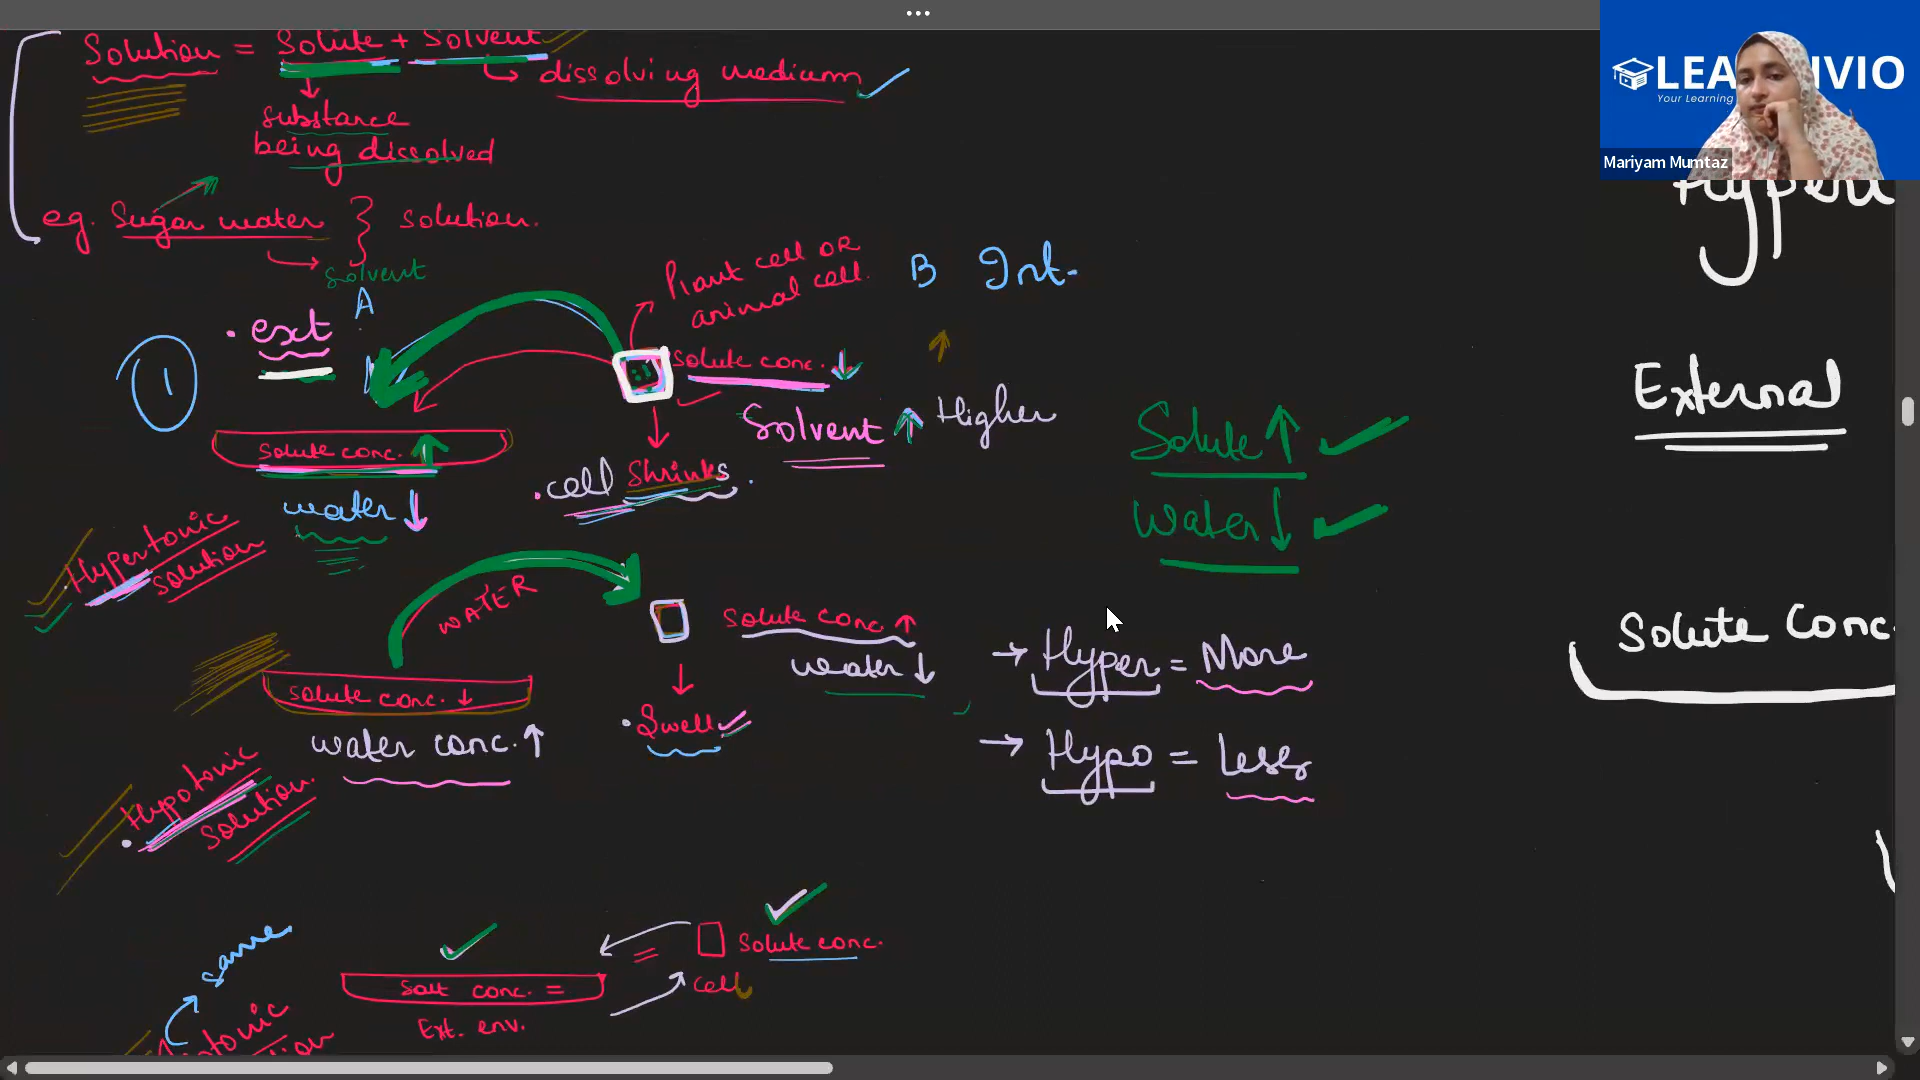 Solution = Solute + Solvent
dissolving medium
substance
being dissolved
eg. Sugar water } solution.
solvent
A
Plant cell OR
animal cell.
B Int.
1
. ext
solute conc. ↓
Solvent ↑ Higher
solute conc. ↑
water ↓
. cell Shrinks.
Hypertonic
solution
Solute ↑ ✓
Water ↓ ✓
External
WATER
solute conc ↑
water ↓
solute conc. ↓
water conc. ↑
. Swell ✓
→ Hyper = More
→ Hypo = Less
Solute Conc.
Hypotonic
Solution.
same
Solute conc.
cell
Salt conc. =
Ext. env.
LEA
VIO
Your Learning
Mariyam Mumtaz